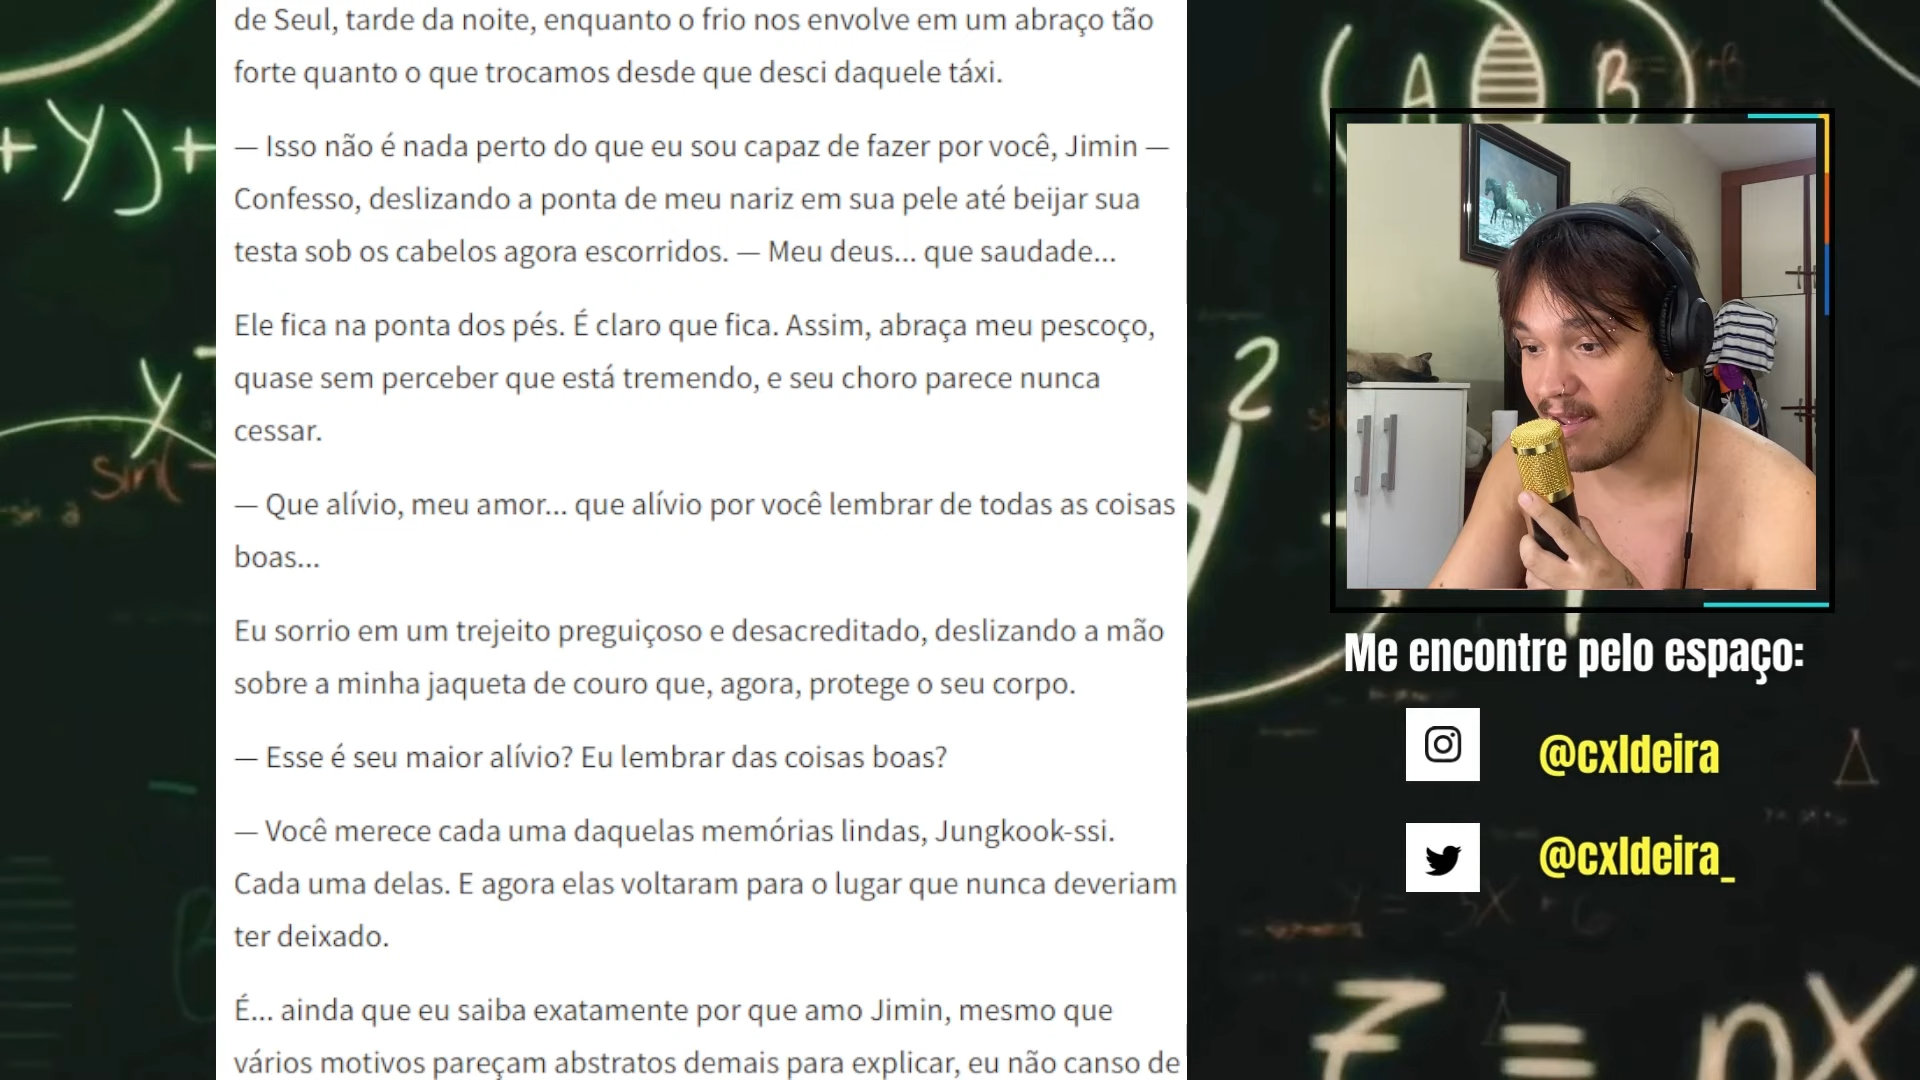 de Seul, tarde da noite, enquanto o frio nos envolve em um abraço tão
forte quanto o que trocamos desde que desci daquele táxi.
— Isso não é nada perto do que eu sou capaz de fazer por você, Jimin —
Confesso, deslizando a ponta de meu nariz em sua pele até beijar sua
testa sob os cabelos agora escorridos. — Meu deus... que saudade...
Ele fica na ponta dos pés. É claro que fica. Assim, abraça meu pescoço,
quase sem perceber que está tremendo, e seu choro parece nunca
cessar.
— Que alívio, meu amor... que alívio por você lembrar de todas as coisas
boas...
Eu sorrio em um trejeito preguiçoso e desacreditado, deslizando a mão
sobre a minha jaqueta de couro que, agora, protege o seu corpo.
— Esse é seu maior alívio? Eu lembrar das coisas boas?
— Você merece cada uma daquelas memórias lindas, Jungkook-ssi.
Cada uma delas. E agora elas voltaram para o lugar que nunca deveriam
ter deixado.
É... ainda que eu saiba exatamente por que amo Jimin, mesmo que
vários motivos pareçam abstratos demais para explicar, eu não canso de
+ y) +
sin(
y 2
A B
Me encontre pelo espaço:
@cxldeira
@cxldeira_
z = nx